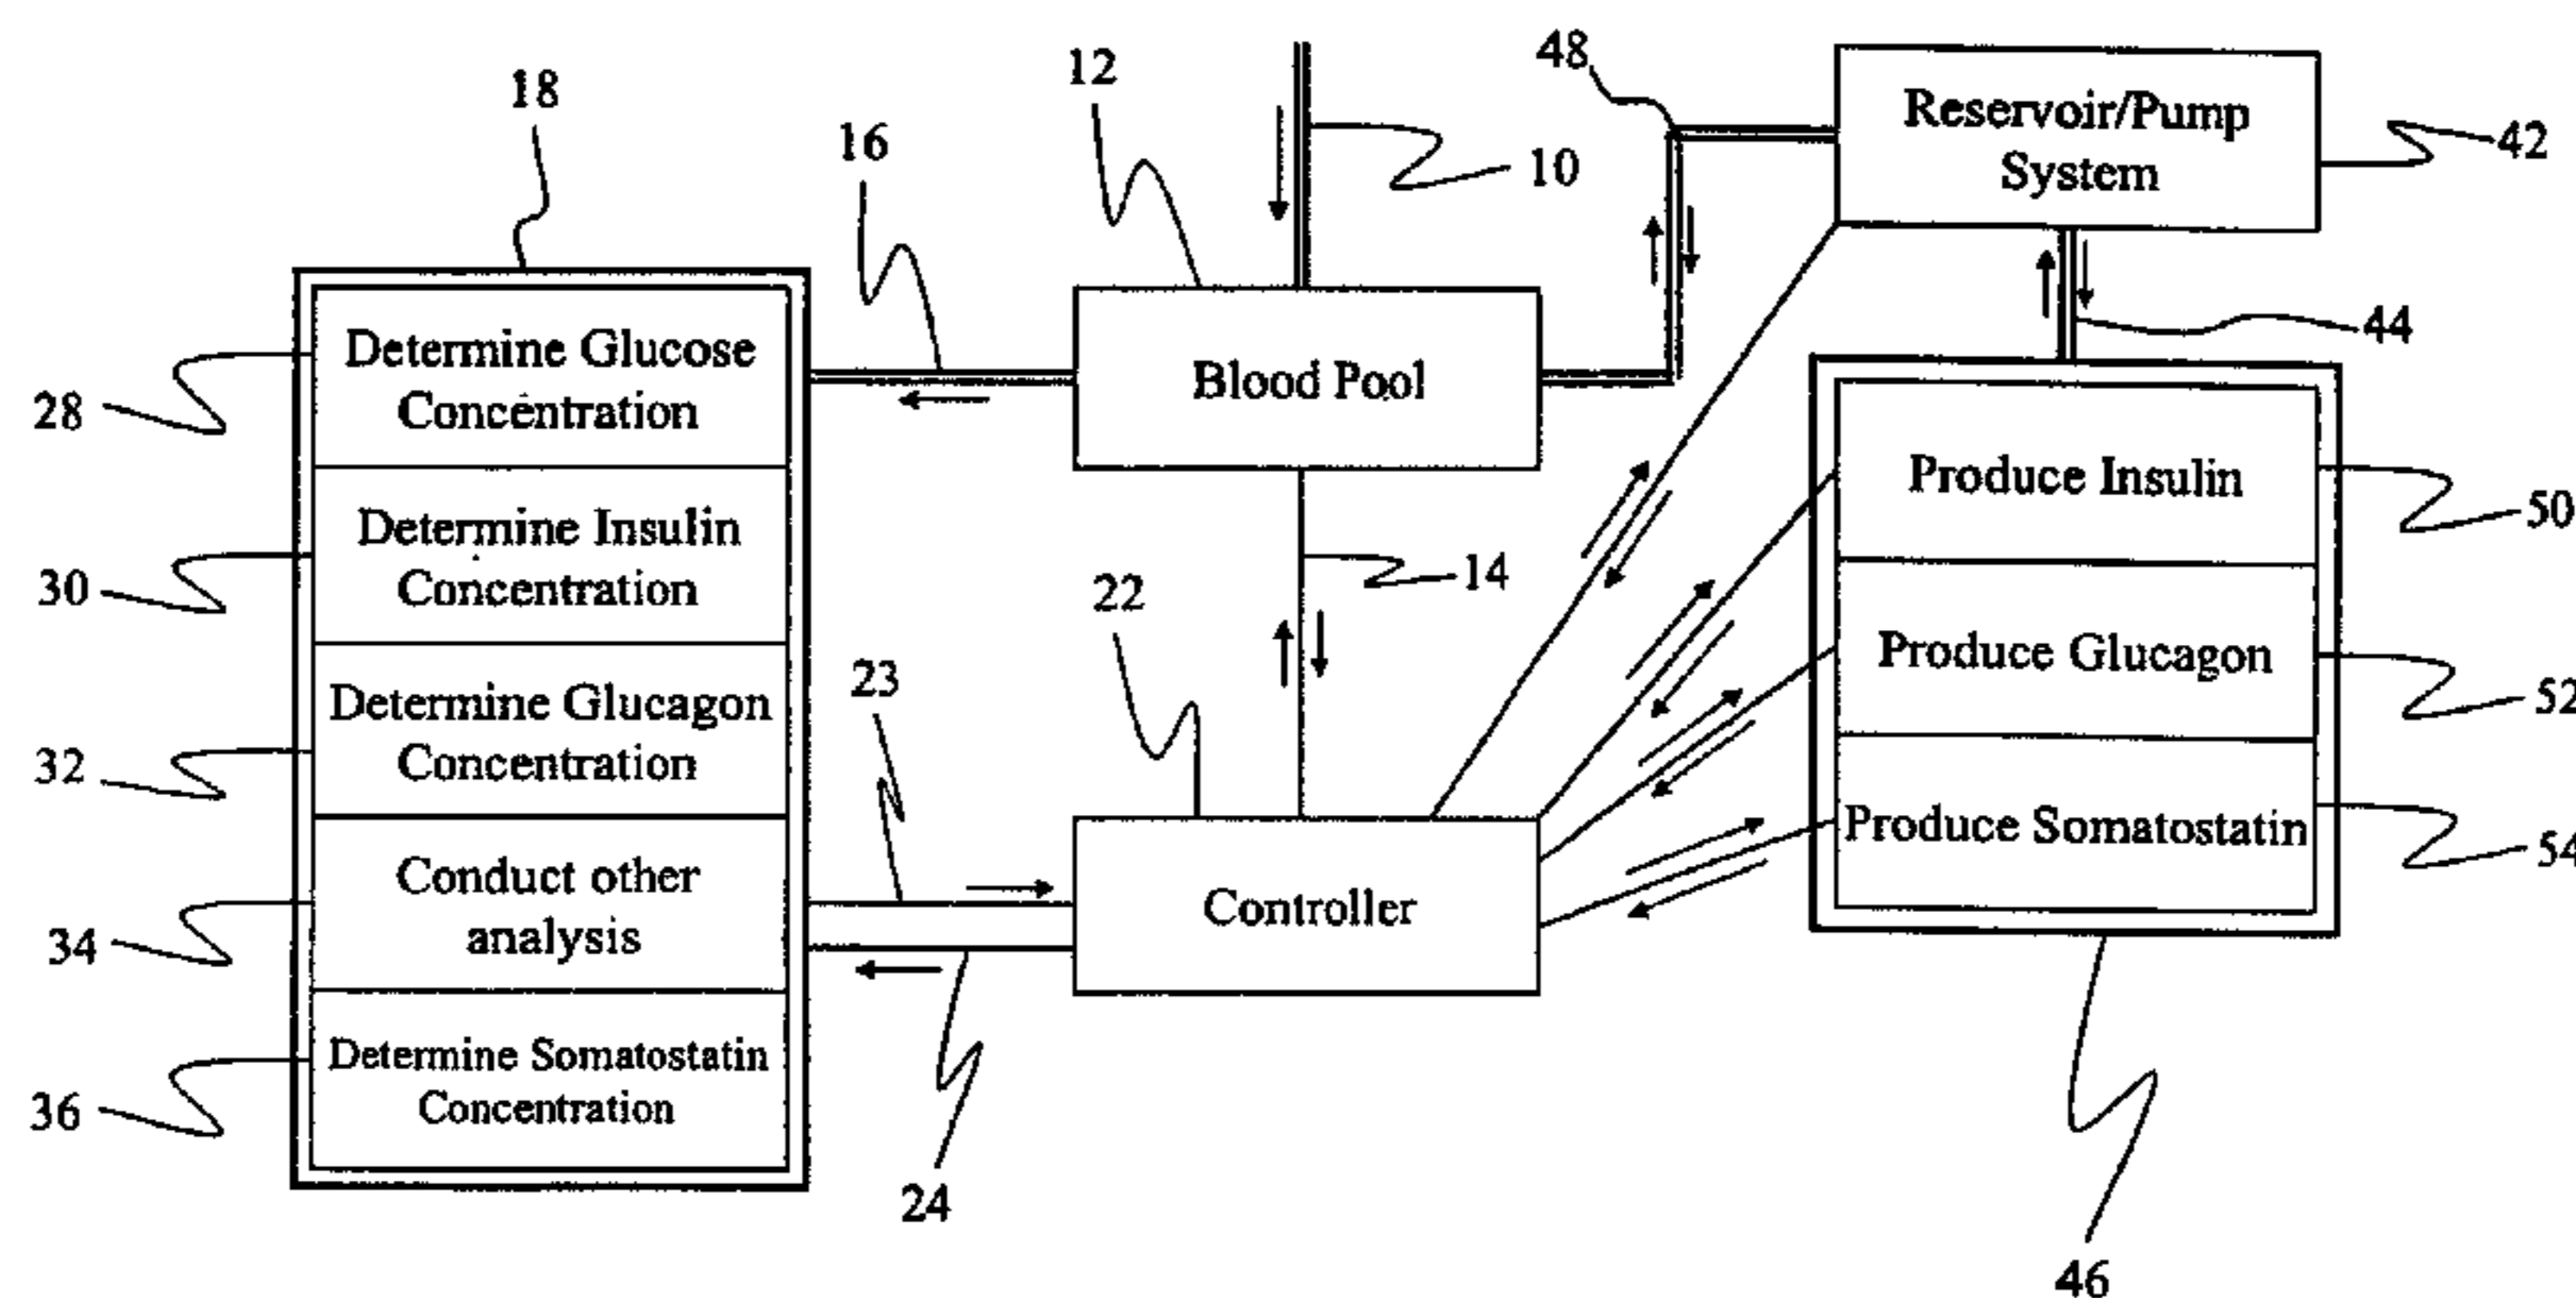 18
16
12
10
48
Reservoir/Pump
System
42
44
28
Determine Glucose
Concentration
Blood Pool
30
Determine Insulin
Concentration
14
Produce Insulin
50
32
Determine Glucagon
Concentration
23
22
Produce Glucagon
52
34
Conduct other
analysis
Controller
Produce Somatostatin
54
36
Determine Somatostatin
Concentration
24
46